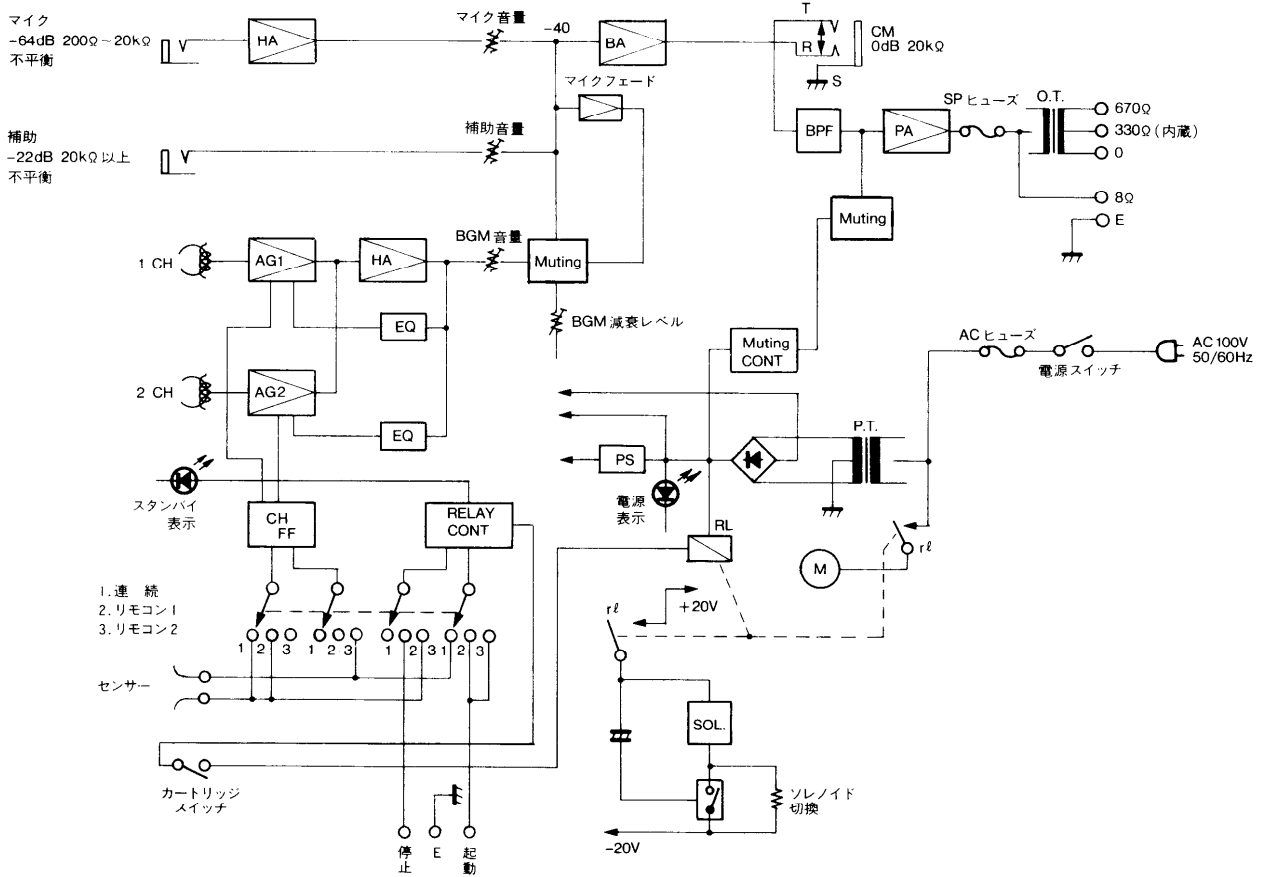 マイク
-64dB 200Ω～20kΩ
不平衡
HA
マイク音量
-40
BA
T
R
S
CM
0dB 20kΩ
マイクフェード
補助
-22dB 20kΩ以上
不平衡
補助音量
BPF
PA
SPヒューズ
O.T.
670Ω
330Ω(内蔵)
0
8Ω
E
Muting
1 CH
AG1
HA
BGM音量
Muting
EQ
BGM減衰レベル
Muting
CONT
ACヒューズ
電源スイッチ
AC100V
50/60Hz
2 CH
AG2
EQ
PS
P.T.
スタンバイ
表示
電源
表示
CH
FF
RELAY
CONT
RL
M
rℓ
1.連 続
2.リモコン1
3.リモコン2
+20V
rℓ
1 2 3 1 2 3 1 2 3 1 2 3
センサー
SOL.
カートリッジ
スイッチ
ソレノイド
切換
-20V
停止
E
起動